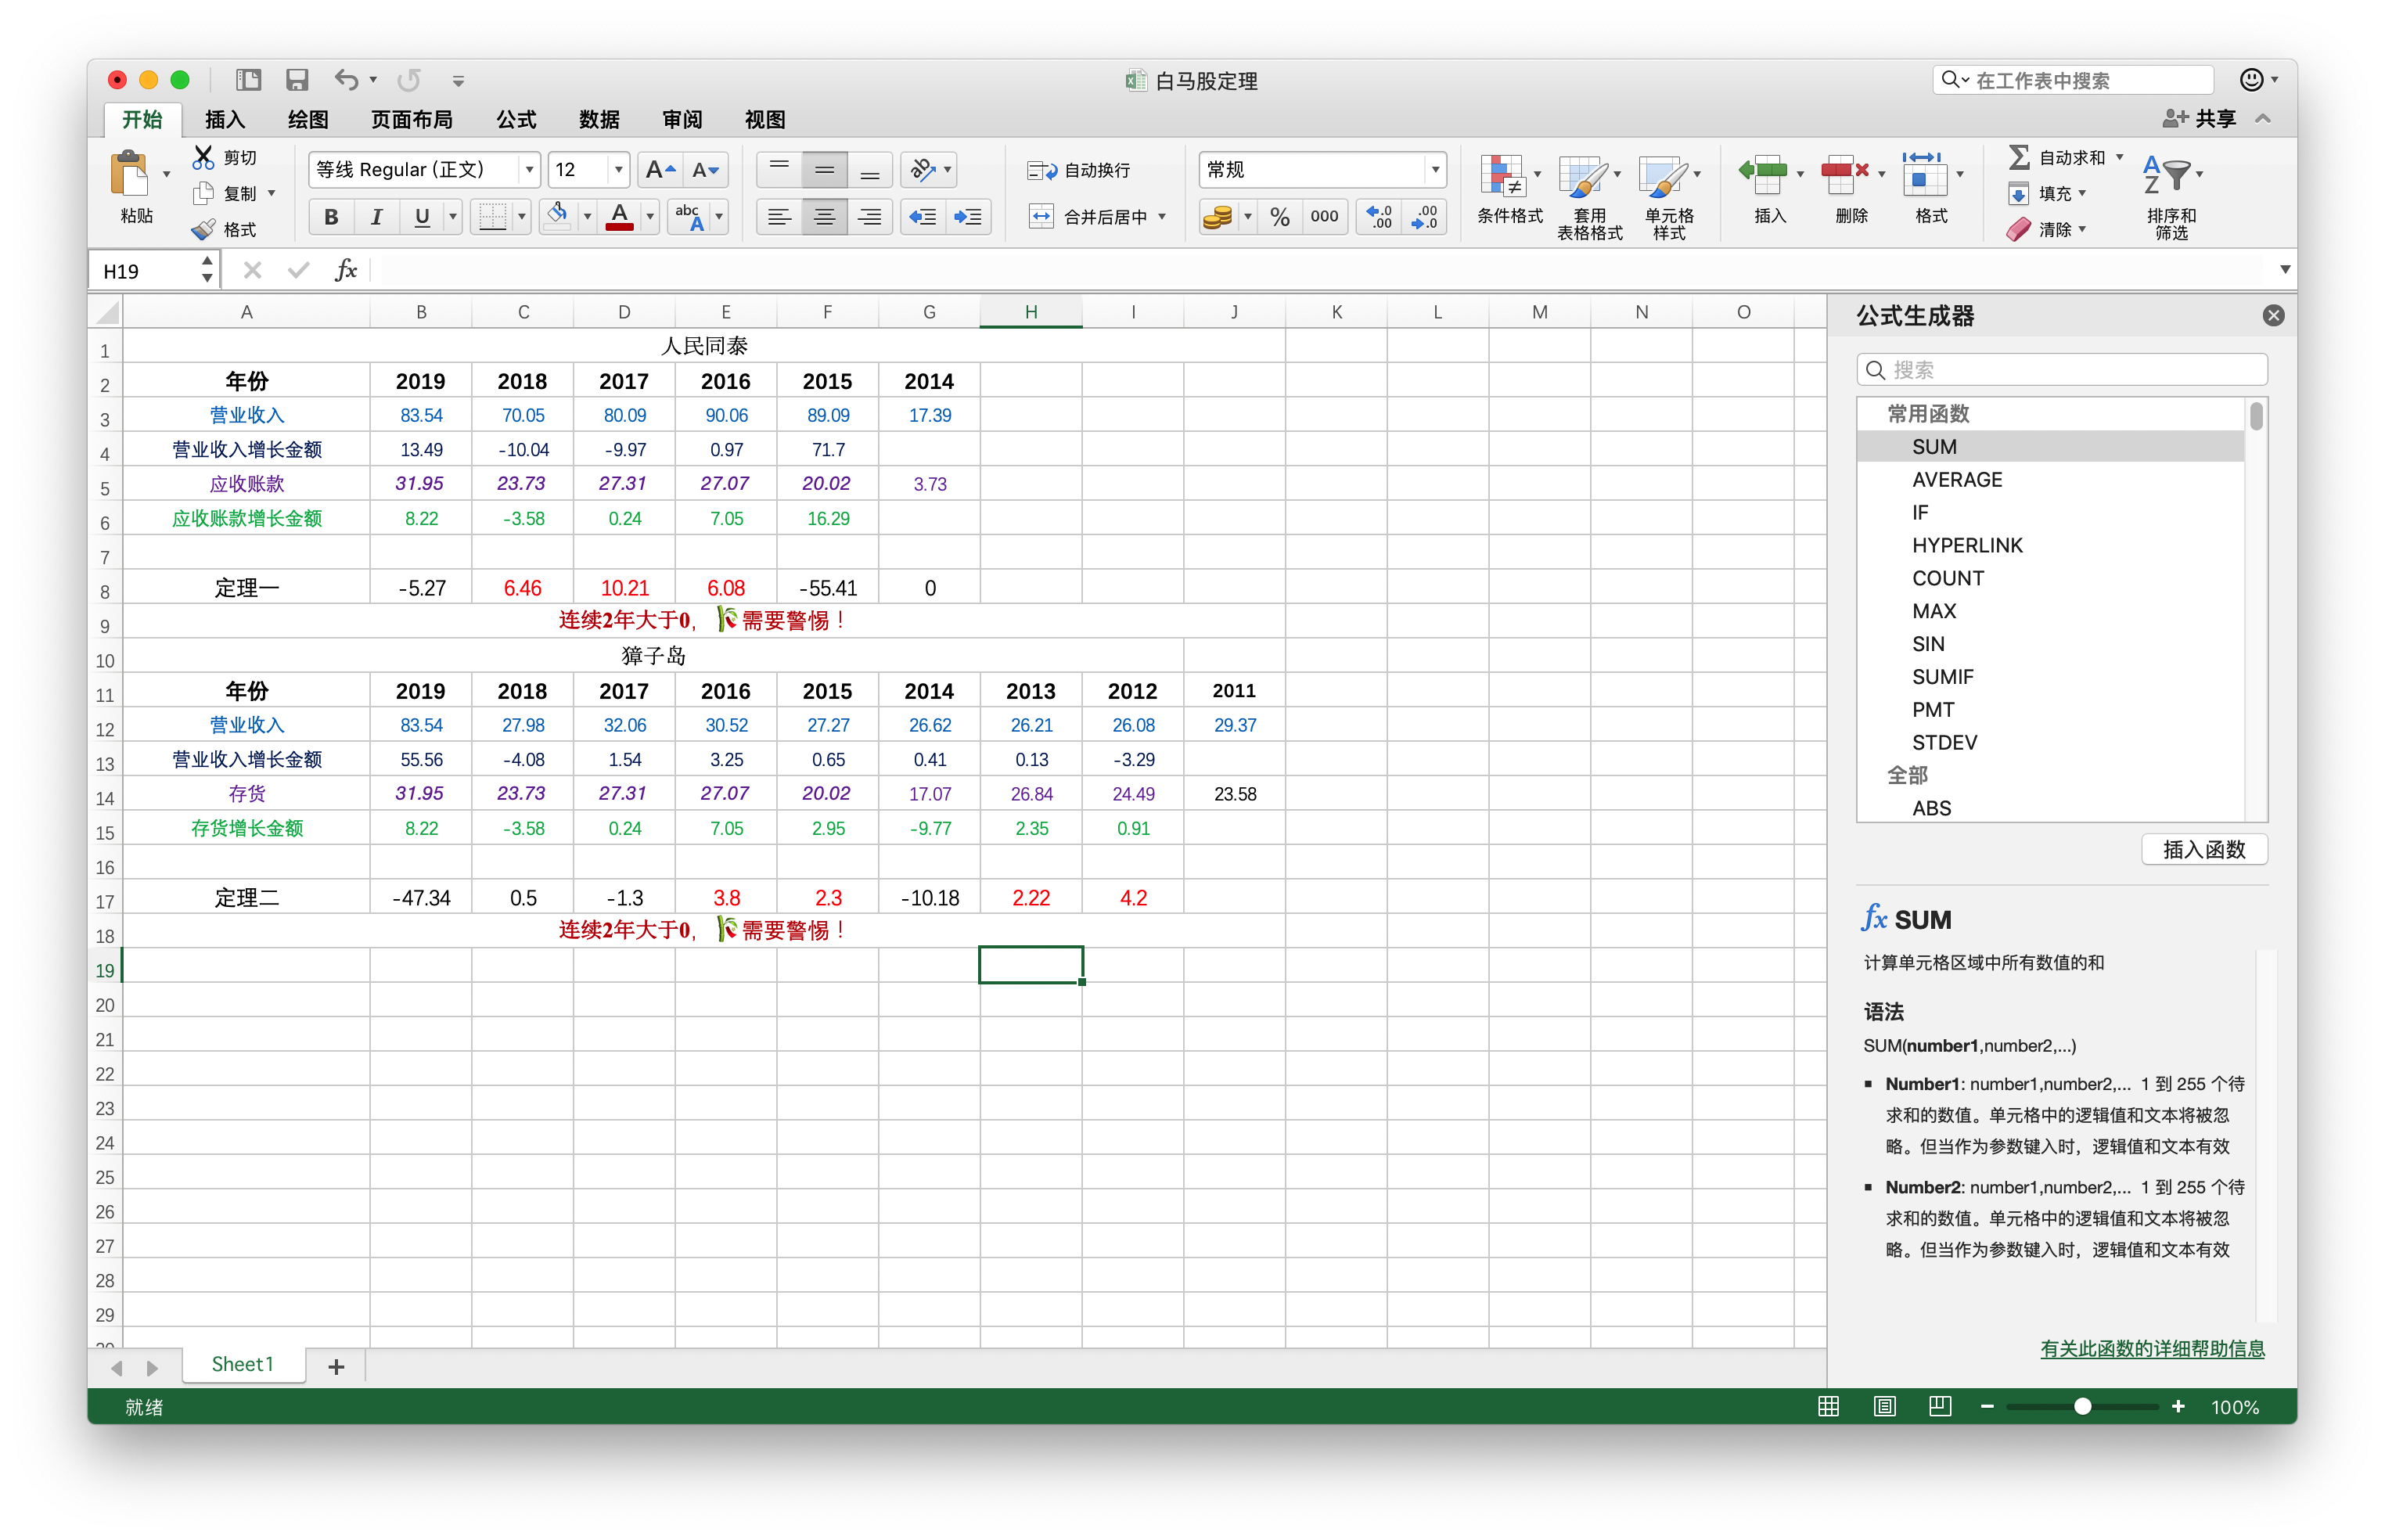 白马股定理
在工作表中搜索
开始 插入 绘图 页面布局 公式 数据 审阅 视图 共享
粘贴 剪切 复制 格式
等线 Regular (正文) 12
自动换行
合并后居中
常规
条件格式 套用表格格式 单元格样式
插入 删除 格式
自动求和
填充
清除
排序和筛选
H19 fx
A B C D E F G H I J K L M N O
1 人民同泰
2 年份 2019 2018 2017 2016 2015 2014
3 营业收入 83.54 70.05 80.09 90.06 89.09 17.39
4 营业收入增长金额 13.49 -10.04 -9.97 0.97 71.7
5 应收账款 31.95 23.73 27.31 27.07 20.02 3.73
6 应收账款增长金额 8.22 -3.58 0.24 7.05 16.29
7
8 定理一 -5.27 6.46 10.21 6.08 -55.41 0
9 连续2年大于0, 需要警惕！
10 獐子岛
11 年份 2019 2018 2017 2016 2015 2014 2013 2012 2011
12 营业收入 83.54 27.98 32.06 30.52 27.27 26.62 26.21 26.08 29.37
13 营业收入增长金额 55.56 -4.08 1.54 3.25 0.65 0.41 0.13 -3.29
14 存货 31.95 23.73 27.31 27.07 20.02 17.07 26.84 24.49 23.58
15 存货增长金额 8.22 -3.58 0.24 7.05 2.95 -9.77 2.35 0.91
16
17 定理二 -47.34 0.5 -1.3 3.8 2.3 -10.18 2.22 4.2
18 连续2年大于0, 需要警惕！
19
20
21
22
23
24
25
26
27
28
29
公式生成器
搜索
常用函数
SUM
AVERAGE
IF
HYPERLINK
COUNT
MAX
SIN
SUMIF
PMT
STDEV
全部
ABS
插入函数
fx SUM
计算单元格区域中所有数值的和
语法
SUM(number1,number2,...)
▪ Number1: number1,number2,... 1 到 255 个待
求和的数值。单元格中的逻辑值和文本将被忽
略。但当作为参数键入时，逻辑值和文本有效
▪ Number2: number1,number2,... 1 到 255 个待
求和的数值。单元格中的逻辑值和文本将被忽
略。但当作为参数键入时，逻辑值和文本有效
有关此函数的详细帮助信息
Sheet1 +
就绪 100%